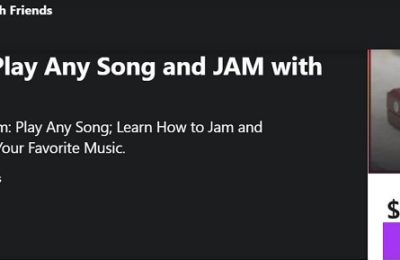 h Friends
Play Any Song and JAM with
m: Play Any Song; Learn How to Jam and
Your Favorite Music.
s
$